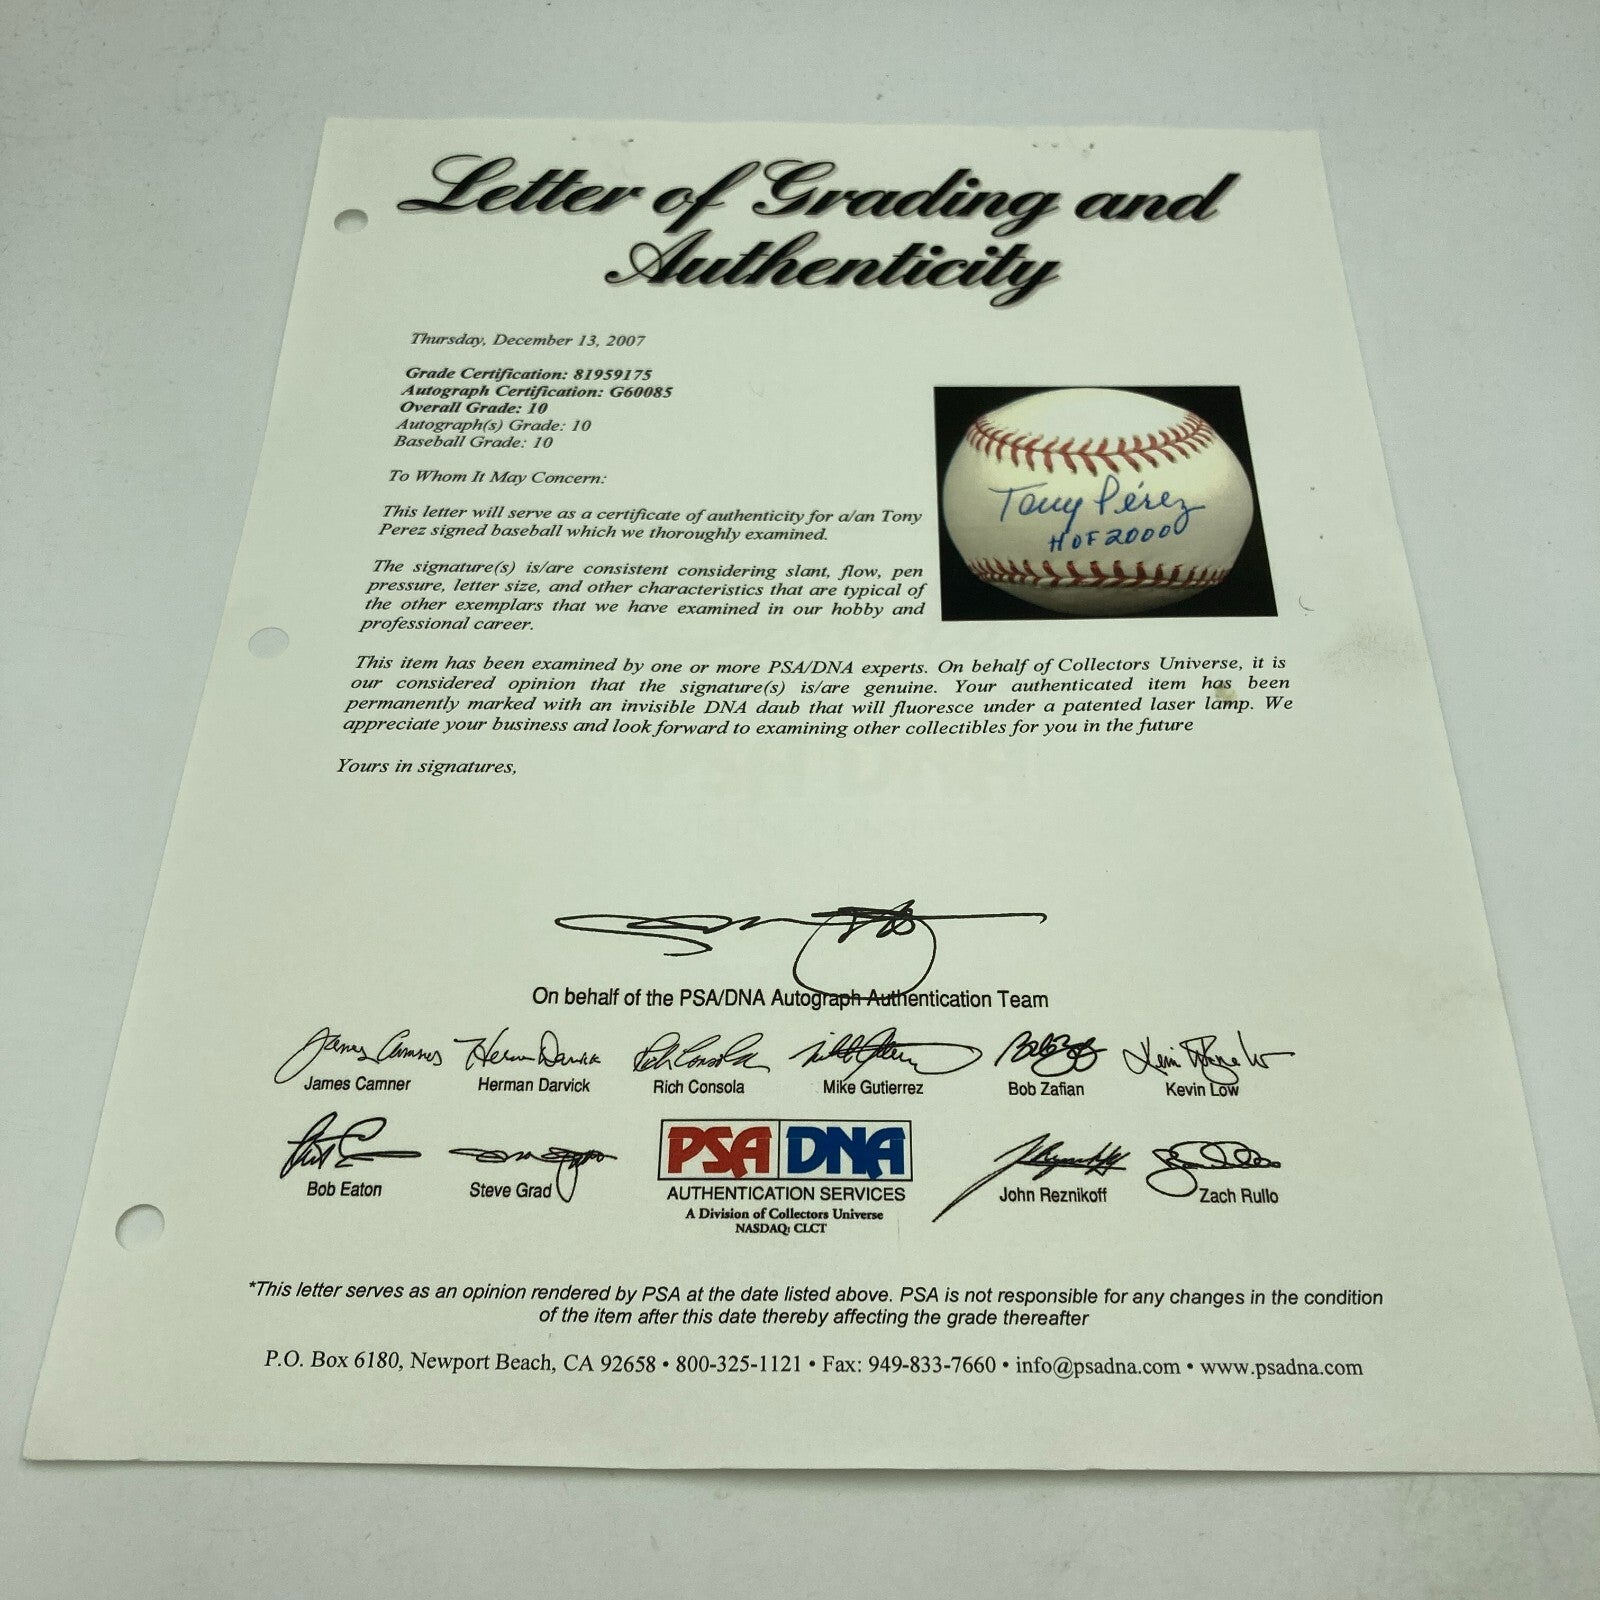 Letter of Grading and
Authenticity
Thursday, December 13, 2007
Grade Certification: 81959175
Autograph Certification: G60085
Overall Grade: 10
Autograph(s) Grade: 10
Baseball Grade: 10
To Whom It May Concern:
This letter will serve as a certificate of authenticity for a/an Tony
Perez signed baseball which we thoroughly examined.
The signature(s) is/are consistent considering slant, flow, pen
pressure, letter size, and other characteristics that are typical of
the other exemplars that we have examined in our hobby and
professional career.
Tony Pérez
HOF 2000
This item has been examined by one or more PSA/DNA experts. On behalf of Collectors Universe, it is
our considered opinion that the signature(s) is/are genuine. Your authenticated item has been
permanently marked with an invisible DNA daub that will fluoresce under a patented laser lamp. We
appreciate your business and look forward to examining other collectibles for you in the future
Yours in signatures,
On behalf of the PSA/DNA Autograph Authentication Team
James Camner Herman Darvick Rich Consola Mike Gutierrez Bob Zafian Kevin Low
Bob Eaton Steve Grad John Reznikoff Zach Rullo
PSA DNA
AUTHENTICATION SERVICES
A Division of Collectors Universe
NASDAQ: CLCT
*This letter serves as an opinion rendered by PSA at the date listed above. PSA is not responsible for any changes in the condition
of the item after this date thereby affecting the grade thereafter
P.O. Box 6180, Newport Beach, CA 92658 • 800-325-1121 • Fax: 949-833-7660 • info@psadna.com • www.psadna.com